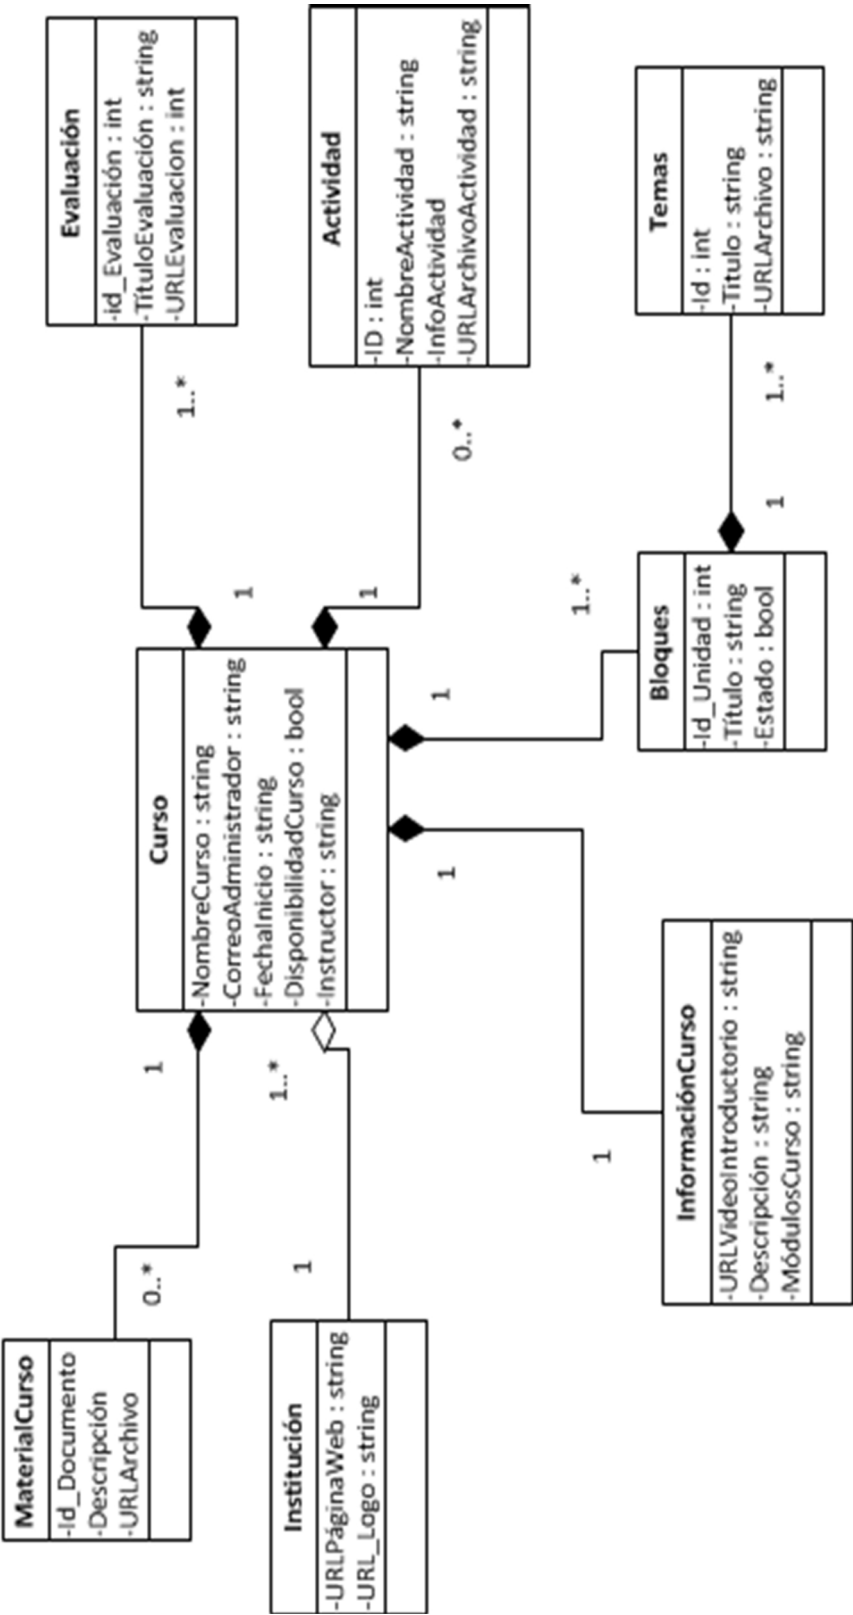 MaterialCurso
-Id_Documento
-Descripción
-URLArchivo
0..*
1
Curso
-NombreCurso : string
-CorreoAdministrador : string
-FechaInicio : string
-DisponibilidadCurso : bool
-Instructor : string
1
1..*
Evaluación
-id_Evaluación : int
-TítuloEvaluación : string
-URLEvaluacion : int
Institución
-URLPáginaWeb : string
-URL_Logo : string
1
1..*
1
0..*
Actividad
-ID : int
-NombreActividad : string
-InfoActividad
-URLArchivoActividad : string
1
1
1
1..*
InformaciónCurso
-URLVideoIntroductorio : string
-Descripción : string
-MódulosCurso : string
Bloques
-Id_Unidad : int
-Título : string
-Estado : bool
1
1..*
Temas
-Id : int
-Título : string
-URLArchivo : string